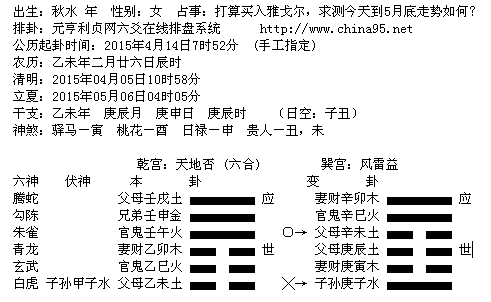 出生: 秋水 年 性别: 女 占事: 打算买入雅戈尔，求测今天到5月底走势如何?
排卦: 元亨利贞网六爻在线排盘系统 http://www.china95.net
公历起卦时间: 2015年4月14日7时52分 (手工指定)
农历: 乙未年二月廿六日辰时
清明: 2015年04月05日10时58分
立夏: 2015年05月06日04时05分
干支: 乙未年 庚辰月 庚申日 庚辰时 (日空: 子丑)
神煞: 驿马—寅 桃花—酉 日禄—申 贵人—丑，未
乾宫: 天地否 (六合) 巽宫: 风雷益
六神 伏神 本 卦 变 卦
腾蛇 父母壬戌土 应 妻财辛卯木 应
勾陈 兄弟壬申金 官鬼辛巳火
朱雀 官鬼壬午火 ○→ 父母辛未土
青龙 妻财乙卯木 世 父母庚辰土 世
玄武 官鬼乙巳火 妻财庚寅木
白虎 子孙甲子水 父母乙未土 ×→ 子孙庚子水